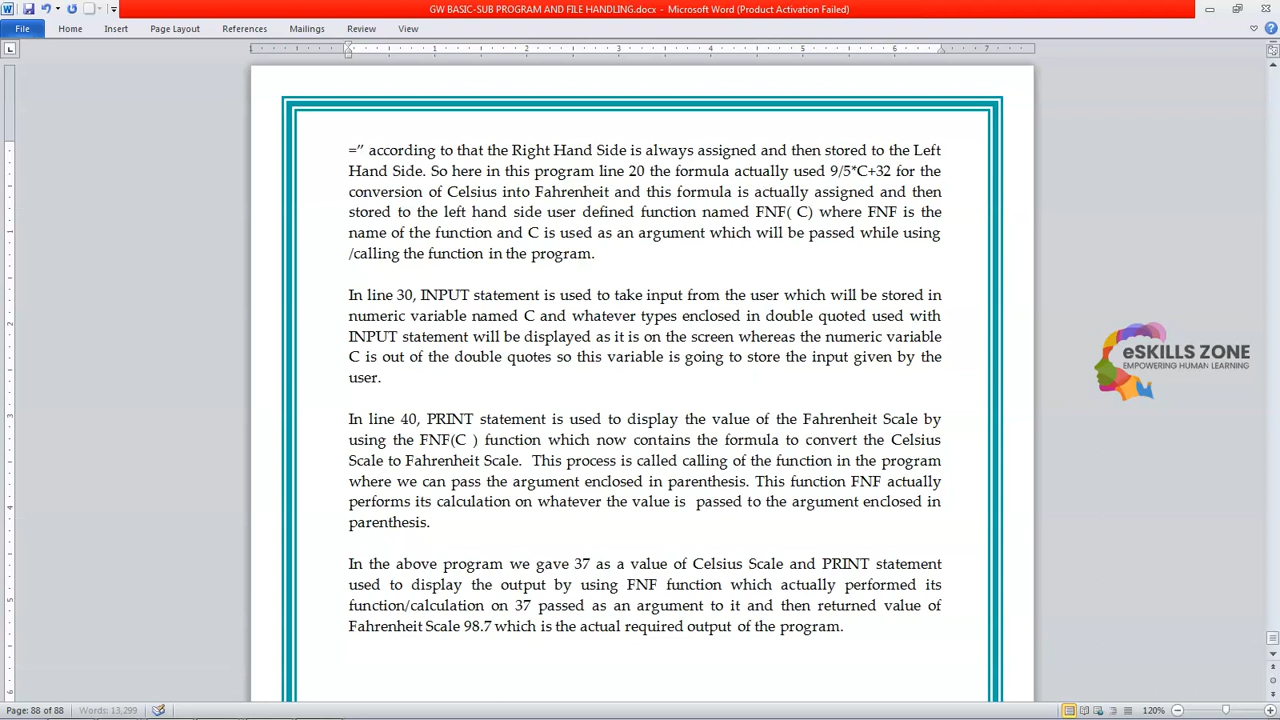 GW BASIC-SUB PROGRAM AND FILE HANDLING.docx - Microsoft Word (Product Activation Failed)
File Home Insert Page Layout References Mailings Review View
1 1 2 3 4 5 6 7
=” according to that the Right Hand Side is always assigned and then stored to the Left
Hand Side. So here in this program line 20 the formula actually used 9/5*C+32 for the
conversion of Celsius into Fahrenheit and this formula is actually assigned and then
stored to the left hand side user defined function named FNF( C) where FNF is the
name of the function and C is used as an argument which will be passed while using
/calling the function in the program.
In line 30, INPUT statement is used to take input from the user which will be stored in
numeric variable named C and whatever types enclosed in double quoted used with
INPUT statement will be displayed as it is on the screen whereas the numeric variable
C is out of the double quotes so this variable is going to store the input given by the
user.
In line 40, PRINT statement is used to display the value of the Fahrenheit Scale by
using the FNF(C ) function which now contains the formula to convert the Celsius
Scale to Fahrenheit Scale. This process is called calling of the function in the program
where we can pass the argument enclosed in parenthesis. This function FNF actually
performs its calculation on whatever the value is passed to the argument enclosed in
parenthesis.
In the above program we gave 37 as a value of Celsius Scale and PRINT statement
used to display the output by using FNF function which actually performed its
function/calculation on 37 passed as an argument to it and then returned value of
Fahrenheit Scale 98.7 which is the actual required output of the program.
eSKILLS ZONE
EMPOWERING HUMAN LEARNING
1
2
3
4
5
6
Page: 88 of 88 Words: 13,299 120%